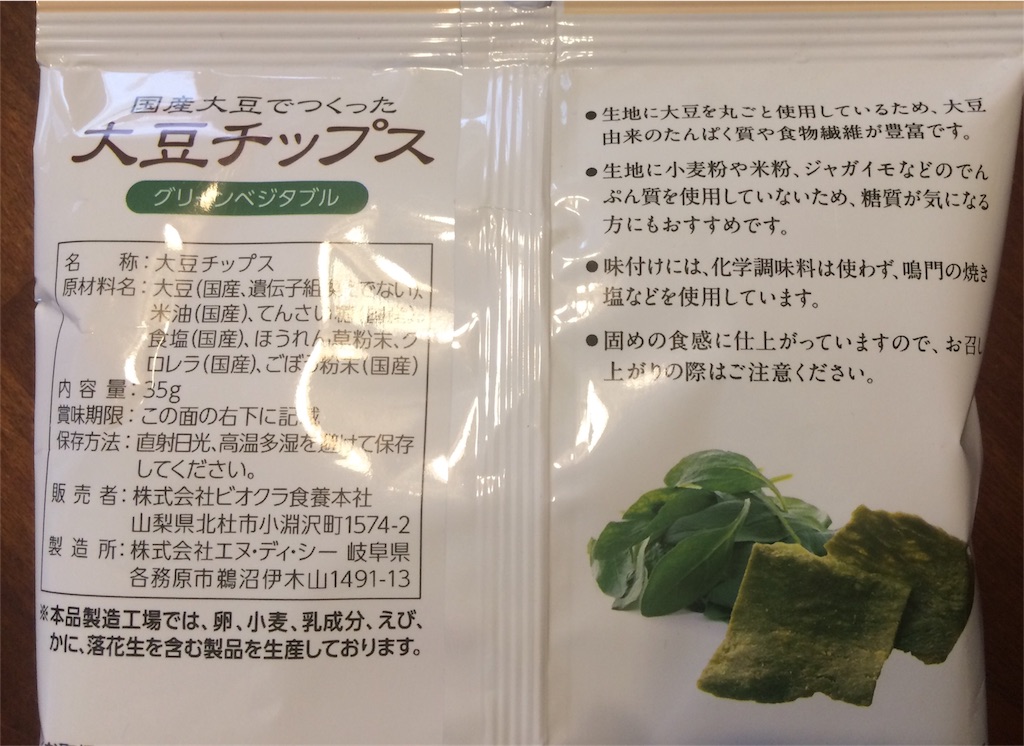 国産大豆でつくった
大豆チップス
グリーンベジタブル
名 称：大豆チップス
原材料名：大豆(国産、遺伝子組換えでない)、
米油(国産)、てんさい糖(国産)、
食塩(国産)、ほうれん草粉末、ク
ロレラ(国産)、ごぼう粉末(国産)
内容量：35g
賞味期限：この面の右下に記載
保存方法：直射日光、高温多湿を避けて保存
してください。
販売者：株式会社ビオクラ食養本社
山梨県北杜市小淵沢町1574-2
製造所：株式会社エヌ・ディ・シー 岐阜県
各務原市鵜沼伊木山1491-13
※本品製造工場では、卵、小麦、乳成分、えび、
かに、落花生を含む製品を生産しております。
●生地に大豆を丸ごと使用しているため、大豆
由来のたんぱく質や食物繊維が豊富です。
●生地に小麦粉や米粉、ジャガイモなどのでん
ぷん質を使用していないため、糖質が気になる
方にもおすすめです。
●味付けには、化学調味料は使わず、鳴門の焼き
塩などを使用しています。
●固めの食感に仕上がっていますので、お召し
上がりの際はご注意ください。